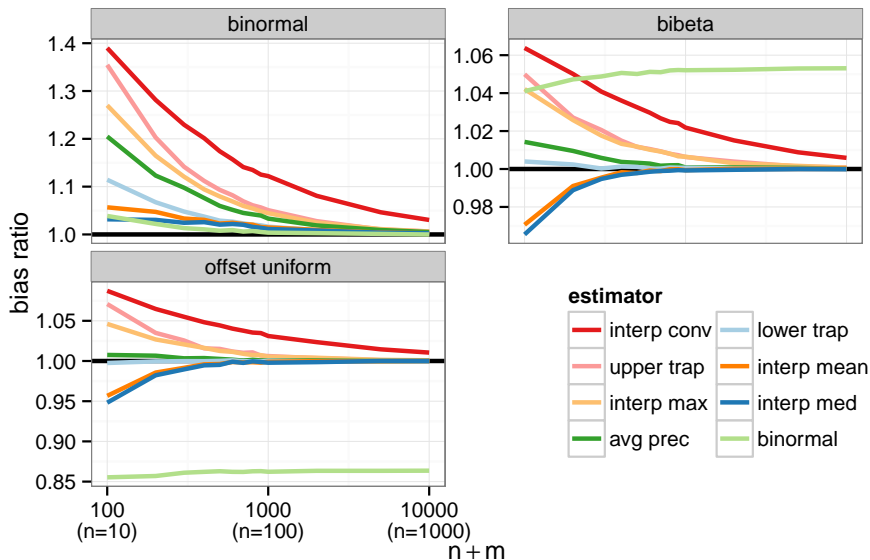 binormal
bibeta
1.4
1.3
1.2
1.1
1.0
1.06
1.04
1.02
1.00
0.98
bias ratio
offset uniform
1.05
1.00
0.95
0.90
0.85
100
(n=10)
1000
(n=100)
10000
(n=1000)
n + m
estimator
interp conv
upper trap
interp max
avg prec
lower trap
interp mean
interp med
binormal